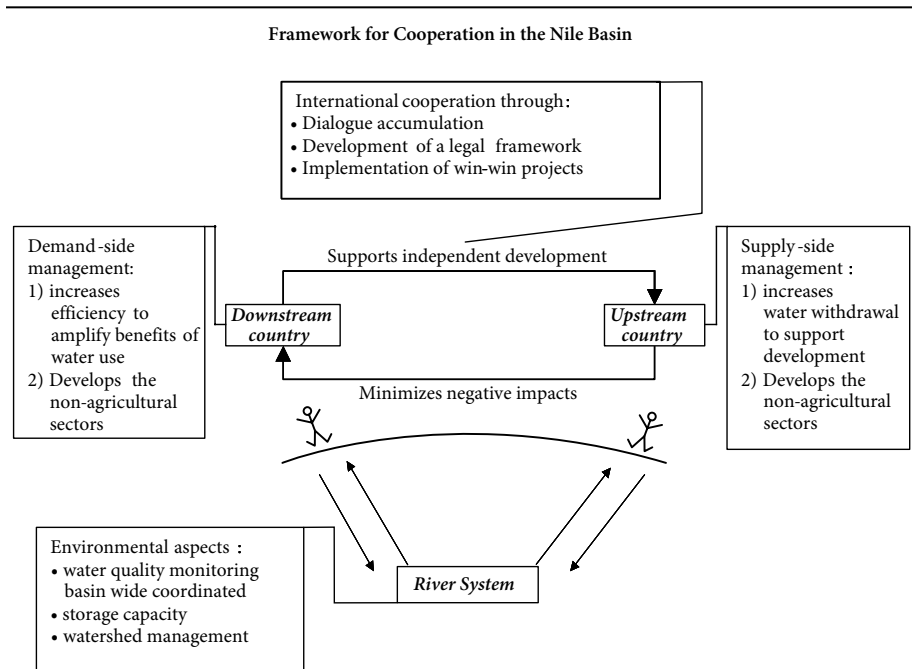 Framework for Cooperation in the Nile Basin
International cooperation through:
• Dialogue accumulation
• Development of a legal framework
• Implementation of win-win projects
Demand-side
management:
1) increases
efficiency to
amplify benefits of
water use
2) Develops the
non-agricultural
sectors
Supports independent development
Downstream
country
Upstream
country
Minimizes negative impacts
Supply-side
management :
1) increases
water withdrawal
to support
development
2) Develops the
non-agricultural
sectors
Environmental aspects :
• water quality monitoring
basin wide coordinated
• storage capacity
• watershed management
River System